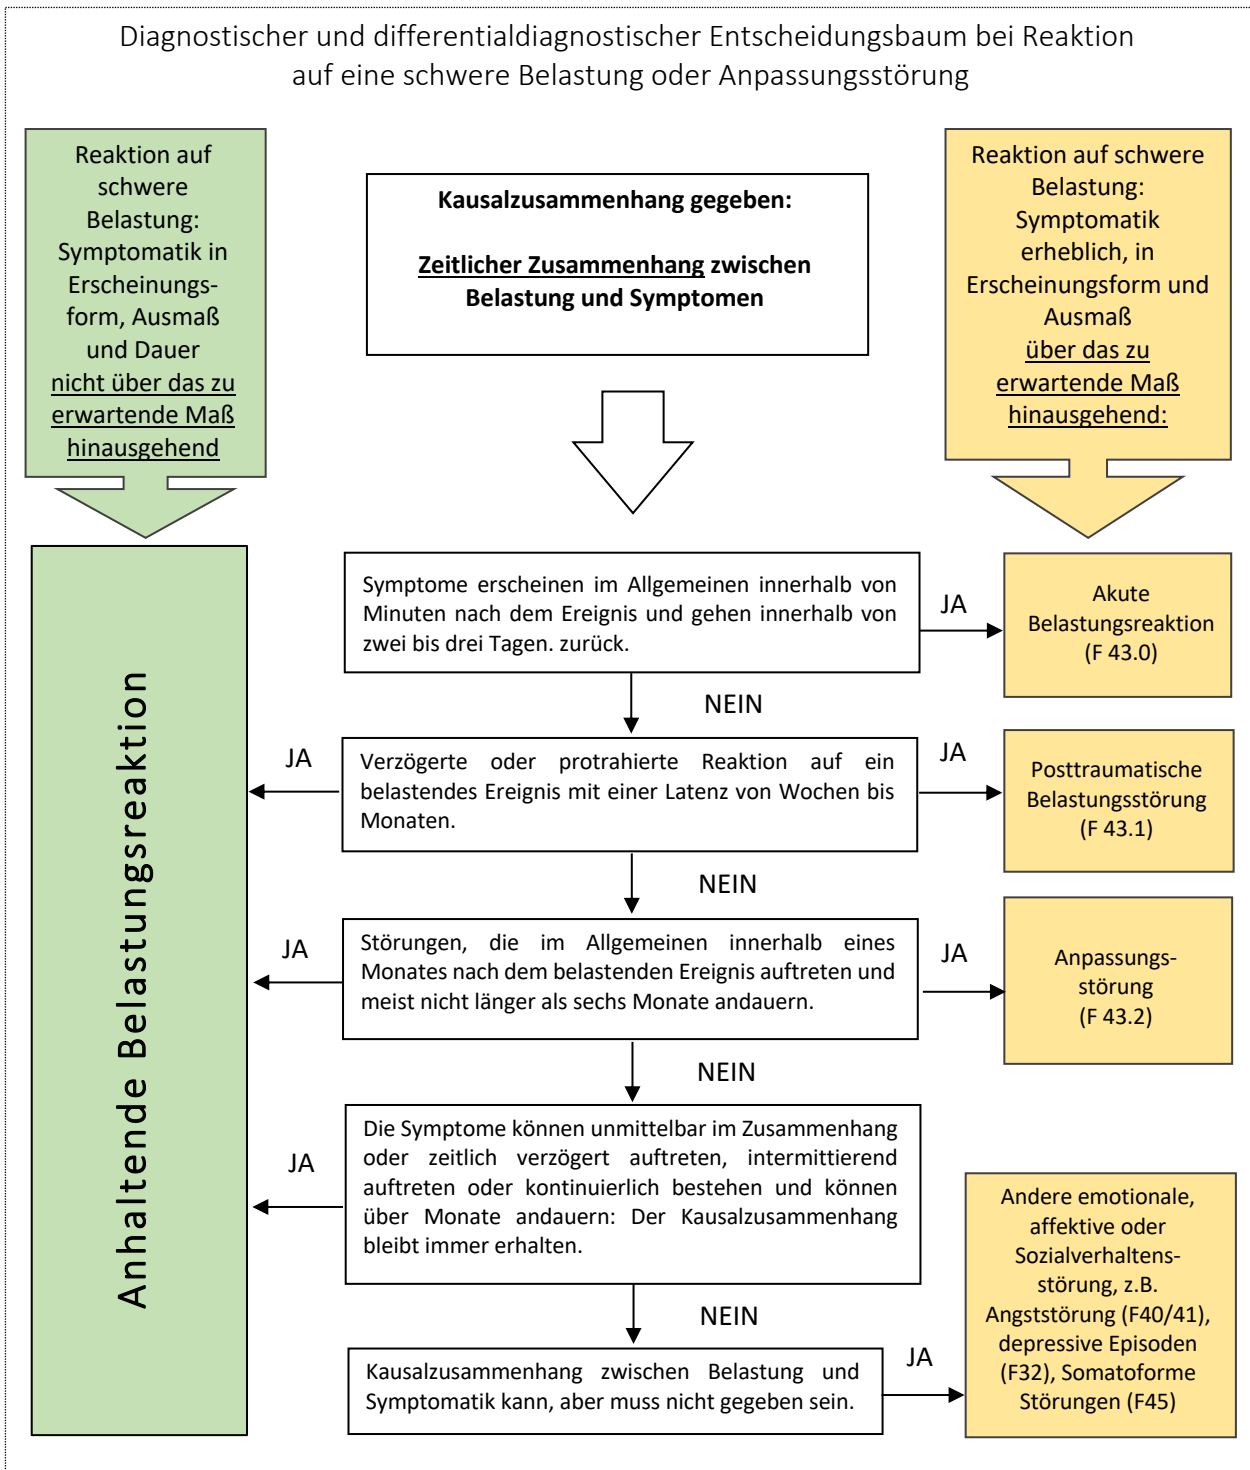 Diagnostischer und differentialdiagnostischer Entscheidungsbaum bei Reaktion
auf eine schwere Belastung oder Anpassungsstörung
Reaktion auf
schwere
Belastung:
Symptomatik in
Erscheinungs-
form, Ausmaß
und Dauer
nicht über das zu
erwartende Maß
hinausgehend
Kausalzusammenhang gegeben:
Zeitlicher Zusammenhang zwischen
Belastung und Symptomen
Reaktion auf schwere
Belastung:
Symptomatik
erheblich, in
Erscheinungsform und
Ausmaß
über das zu
erwartende Maß
hinausgehend:
Anhaltende Belastungsreaktion
Symptome erscheinen im Allgemeinen innerhalb von
Minuten nach dem Ereignis und gehen innerhalb von
zwei bis drei Tagen. zurück.
JA
Akute
Belastungsreaktion
(F 43.0)
NEIN
JA
Verzögerte oder protrahierte Reaktion auf ein
belastendes Ereignis mit einer Latenz von Wochen bis
Monaten.
JA
Posttraumatische
Belastungsstörung
(F 43.1)
NEIN
JA
Störungen, die im Allgemeinen innerhalb eines
Monates nach dem belastenden Ereignis auftreten und
meist nicht länger als sechs Monate andauern.
JA
Anpassungs-
störung
(F 43.2)
NEIN
JA
Die Symptome können unmittelbar im Zusammenhang
oder zeitlich verzögert auftreten, intermittierend
auftreten oder kontinuierlich bestehen und können
über Monate andauern: Der Kausalzusammenhang
bleibt immer erhalten.
NEIN
Kausalzusammenhang zwischen Belastung und
Symptomatik kann, aber muss nicht gegeben sein.
JA
Andere emotionale,
affektive oder
Sozialverhaltens-
störung, z.B.
Angststörung (F40/41),
depressive Episoden
(F32), Somatoforme
Störungen (F45)